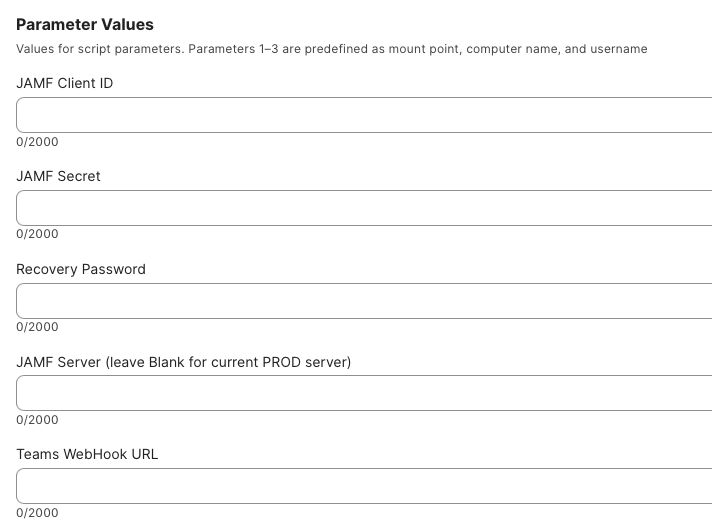 Parameter Values
Values for script parameters. Parameters 1–3 are predefined as mount point, computer name, and username
JAMF Client ID
0/2000
JAMF Secret
0/2000
Recovery Password
0/2000
JAMF Server (leave Blank for current PROD server)
0/2000
Teams WebHook URL
0/2000